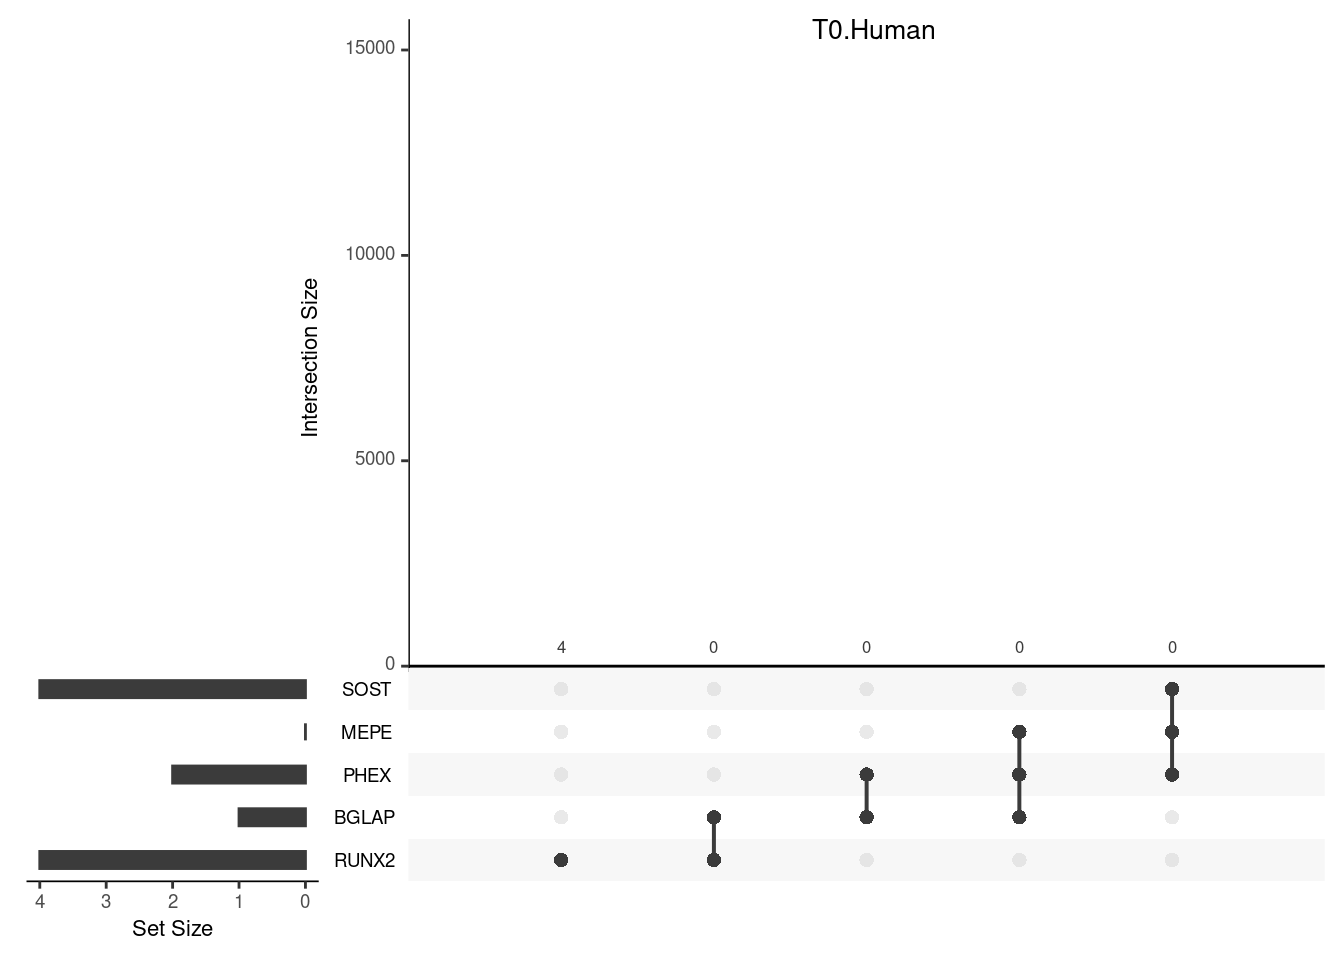 T0.Human
15000
10000
5000
0
Intersection Size
4 0 0 0 0
SOST
MEPE
PHEX
BGLAP
RUNX2
4 3 2 1 0
Set Size